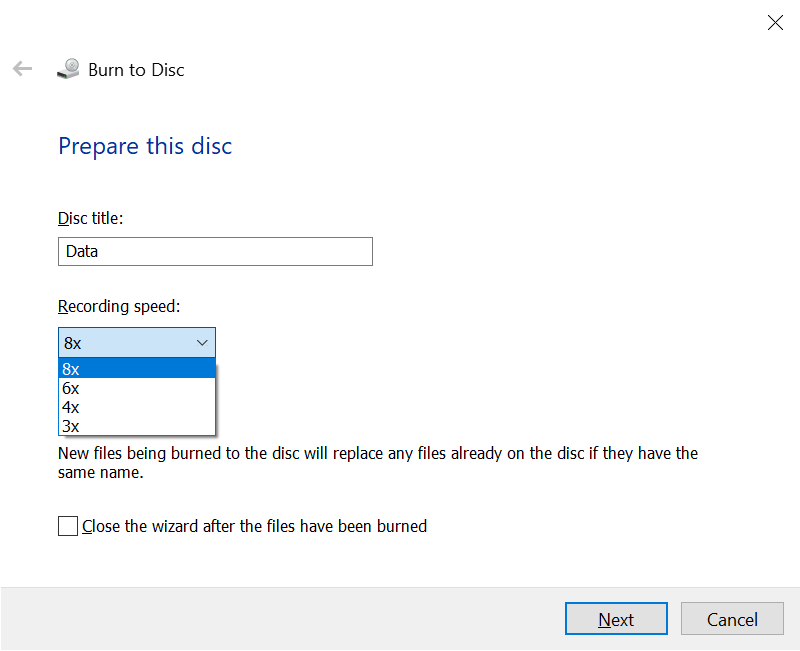 Burn to Disc
Prepare this disc
Disc title:
Data
Recording speed:
8x
8x
6x
4x
3x
New files being burned to the disc will replace any files already on the disc if they have the
same name.
Close the wizard after the files have been burned
Next
Cancel